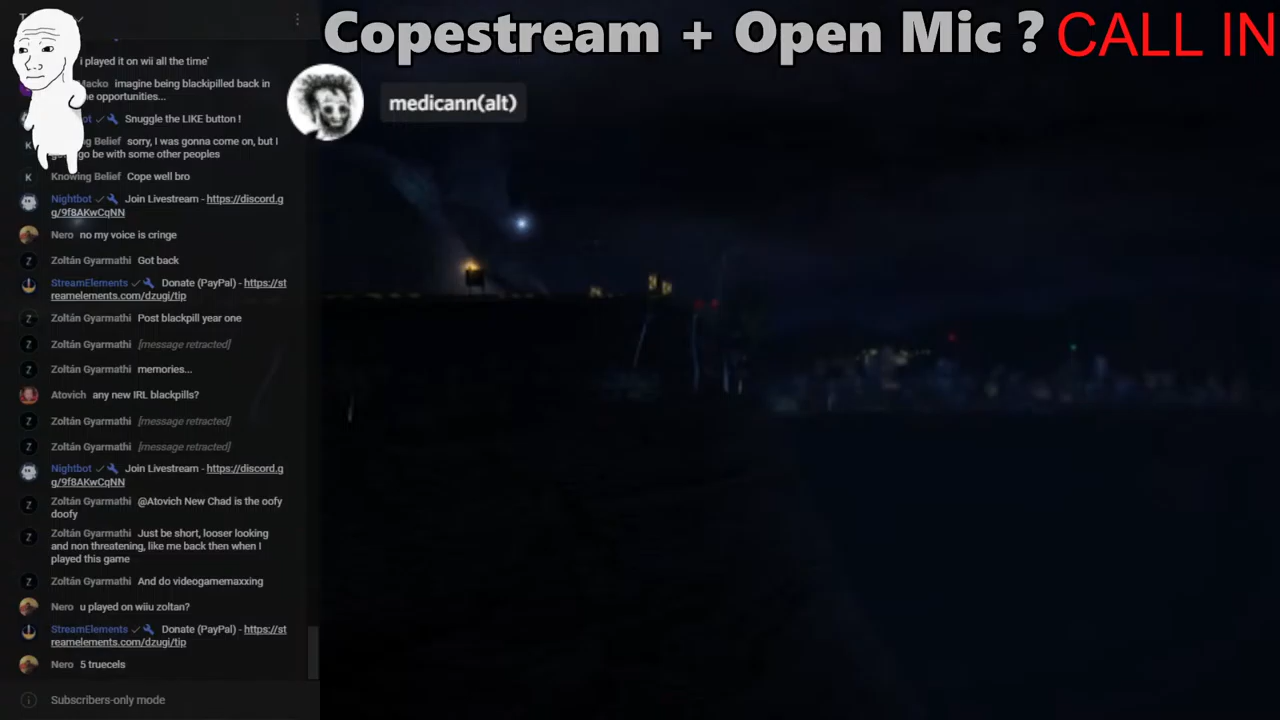 Copestream + Open Mic ? CALL IN
medicann(alt)
i played it on wii all the time'
Macko imagine being blackipilled back in
opportunities...
Snuggle the LIKE button !
Belief sorry, I was gonna come on, but I
go be with some other peoples
Knowing Belief Cope well bro
Nightbot Join Livestream - https://discord.g
g/9f8AKwCqNN
Nero no my voice is cringe
Zoltán Gyarmathi Got back
StreamElements Donate (PayPal) - https://st
reamelements.com/dzugi/tip
Zoltán Gyarmathi Post blackpill year one
Zoltán Gyarmathi [message retracted]
Zoltán Gyarmathi memories...
Atovich any new IRL blackpills?
Zoltán Gyarmathi [message retracted]
Zoltán Gyarmathi [message retracted]
Nightbot Join Livestream - https://discord.g
g/9f8AKwCqNN
Zoltán Gyarmathi @Atovich New Chad is the oofy
doofy
Zoltán Gyarmathi Just be short, looser looking
and non threatening, like me back then when I
played this game
Zoltán Gyarmathi And do videogamemaxxing
Nero u played on wiiu zoltan?
StreamElements Donate (PayPal) - https://st
reamelements.com/dzugi/tip
Nero 5 truecels
Subscribers-only mode